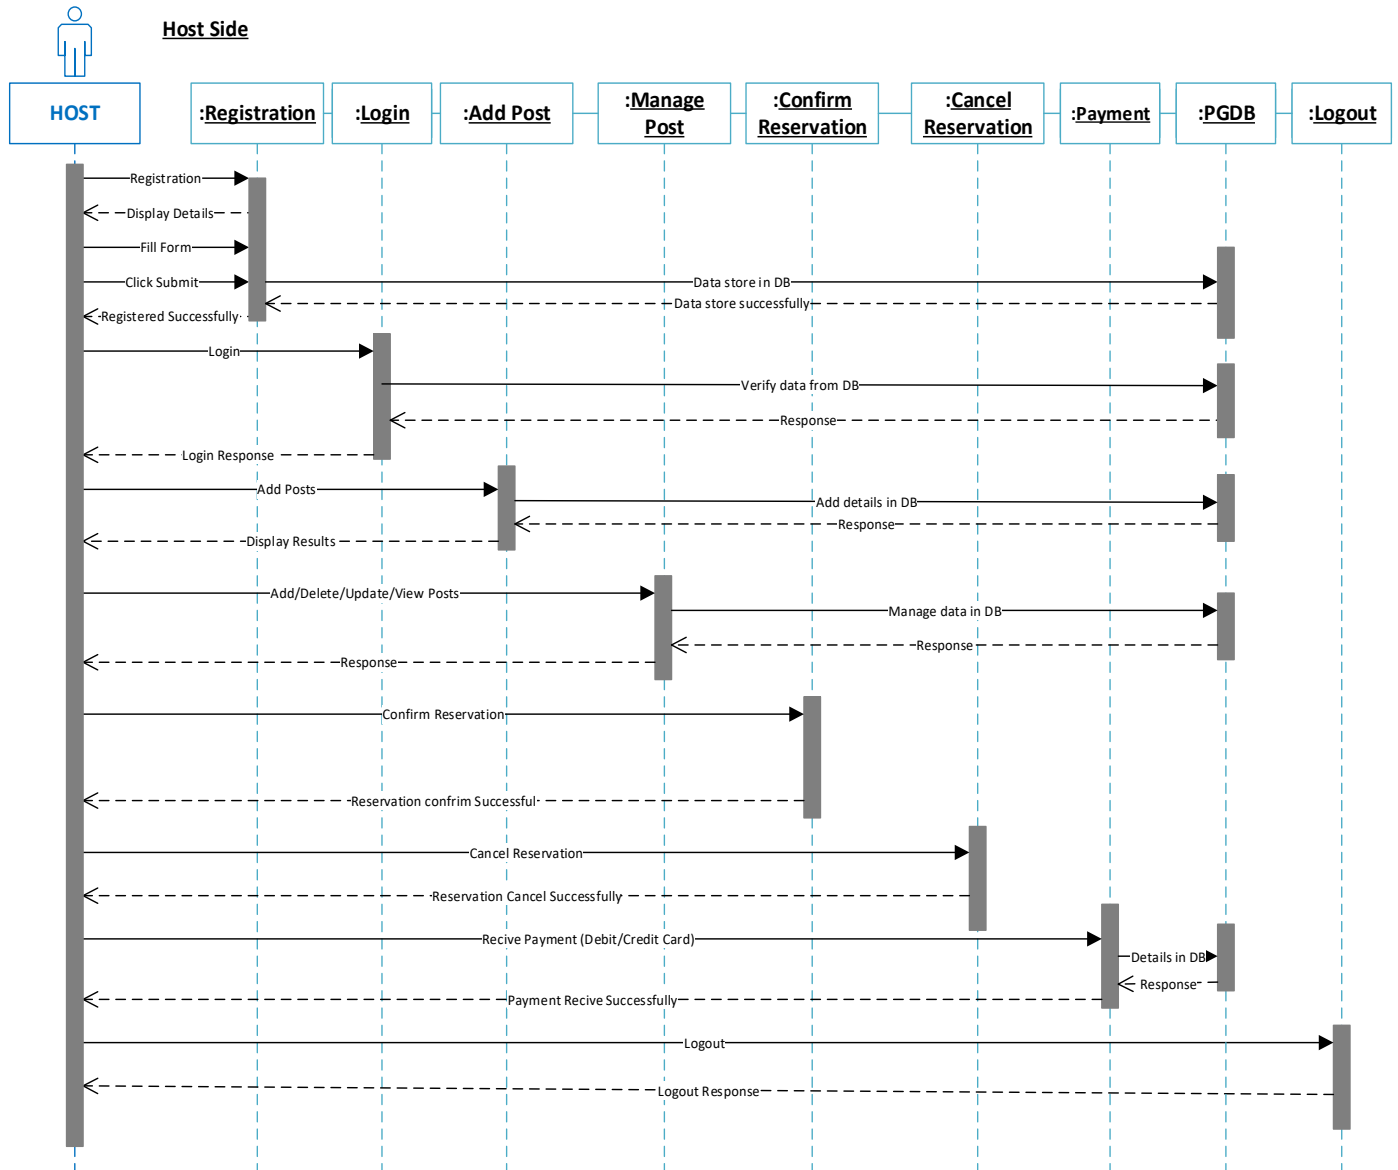 Host Side
HOST
:Registration
:Login
:Add Post
:Manage
Post
:Confirm
Reservation
:Cancel
Reservation
:Payment
:PGDB
:Logout
Registration
Display Details
Fill Form
Click Submit
Data store in DB
Data store successfully
Registered Successfully
Login
Verify data from DB
Response
Login Response
Add Posts
Add details in DB
Response
Display Results
Add/Delete/Update/View Posts
Manage data in DB
Response
Response
Confirm Reservation
Reservation confrim Successful
Cancel Reservation
Reservation Cancel Successfully
Recive Payment (Debit/Credit Card)
Details in DB
Response
Payment Recive Successfully
Logout
Logout Response